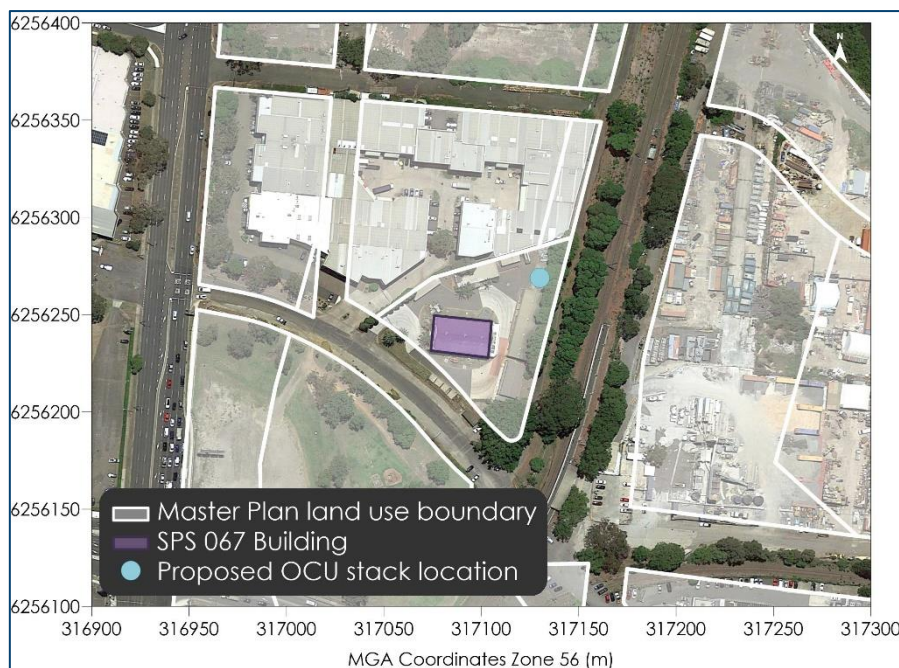 6256400
6256350
6256300
6256250
6256200
6256150
6256100
Master Plan land use boundary
SPS 067 Building
Proposed OCU stack location
316900 316950 317000 317050 317100 317150 317200 317250 317300
MGA Coordinates Zone 56 (m)